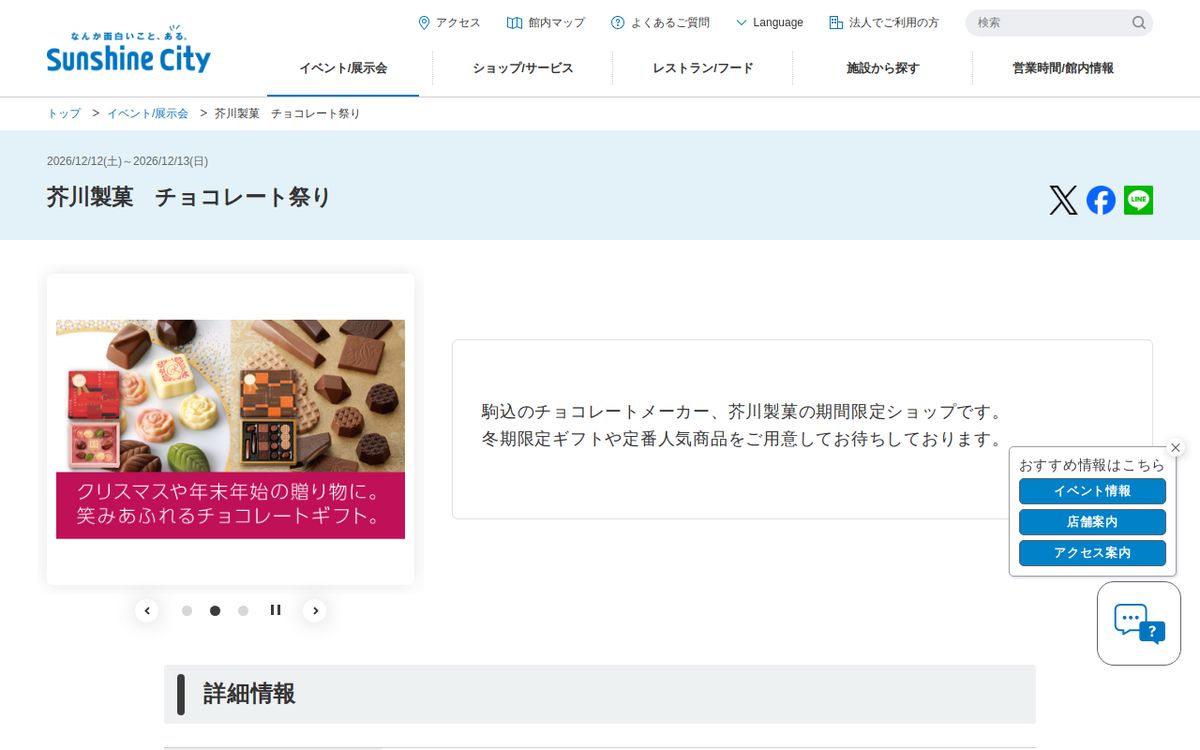 なんか面白いこと、ある。
Sunshine City
アクセス
館内マップ
よくあるご質問
Language
法人でご利用の方
検索
イベント/展示会
ショップ/サービス
レストラン/フード
施設から探す
営業時間/館内情報
トップ > イベント/展示会 > 芥川製菓　チョコレート祭り
2026/12/12(土)～2026/12/13(日)
芥川製菓　チョコレート祭り
LINE
クリスマスや年末年始の贈り物に。
笑みあふれるチョコレートギフト。
駒込のチョコレートメーカー、芥川製菓の期間限定ショップです。
冬期限定ギフトや定番人気商品をご用意してお待ちしております。
おすすめ情報はこちら
イベント情報
店舗案内
アクセス案内
詳細情報